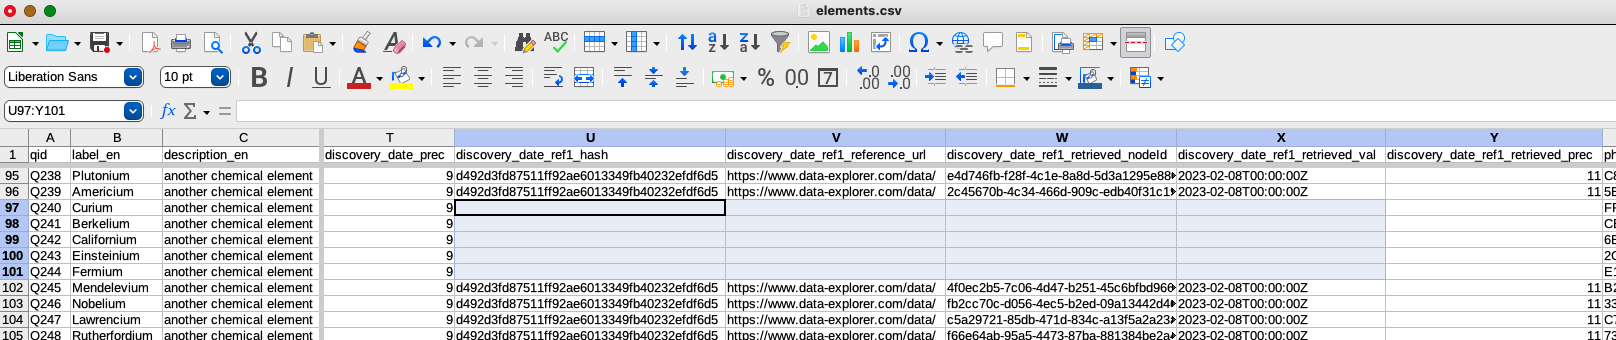 elements.csv
Liberation Sans 10 pt B I U A % 00 7 .0 .00 .00 .0
U97:Y101 fx Σ =
A B C T U V W X Y
1 qid label_en description_en discovery_date_prec discovery_date_ref1_hash discovery_date_ref1_reference_url discovery_date_ref1_retrieved_nodeId discovery_date_ref1_retrieved_val discovery_date_ref1_retrieved_prec ph
95 Q238 Plutonium another chemical element 9 d492d3fd87511ff92ae6013349fb40232efdf6d5 https://www.data-explorer.com/data/ e4d746fb-f28f-4c1e-8a8d-5d3a1295e88 2023-02-08T00:00:00Z 11 C8
96 Q239 Americium another chemical element 9 d492d3fd87511ff92ae6013349fb40232efdf6d5 https://www.data-explorer.com/data/ 2c45670b-4c34-466d-909c-edb40f31c1 2023-02-08T00:00:00Z 11 5E
97 Q240 Curium another chemical element 9 FF
98 Q241 Berkelium another chemical element 9 CE
99 Q242 Californium another chemical element 9 6E
100 Q243 Einsteinium another chemical element 9 2C
101 Q244 Fermium another chemical element 9 E1
102 Q245 Mendelevium another chemical element 9 d492d3fd87511ff92ae6013349fb40232efdf6d5 https://www.data-explorer.com/data/ 4f0ec2b5-7c06-4d47-b251-45c6bfbd966 2023-02-08T00:00:00Z 11 B2
103 Q246 Nobelium another chemical element 9 d492d3fd87511ff92ae6013349fb40232efdf6d5 https://www.data-explorer.com/data/ fb2cc70c-d056-4ec5-b2ed-09a13442d4 2023-02-08T00:00:00Z 11 33
104 Q247 Lawrencium another chemical element 9 d492d3fd87511ff92ae6013349fb40232efdf6d5 https://www.data-explorer.com/data/ c5a29721-85db-471d-834c-a13f5a2a23 2023-02-08T00:00:00Z 11 C7
105 Q248 Rutherfordium another chemical element 9 d492d3fd87511ff92ae6013349fb40232efdf6d5 https://www.data-explorer.com/data/ f66e64ab-95a5-4473-87ba-881384be2a 2023-02-08T00:00:00Z 11 73